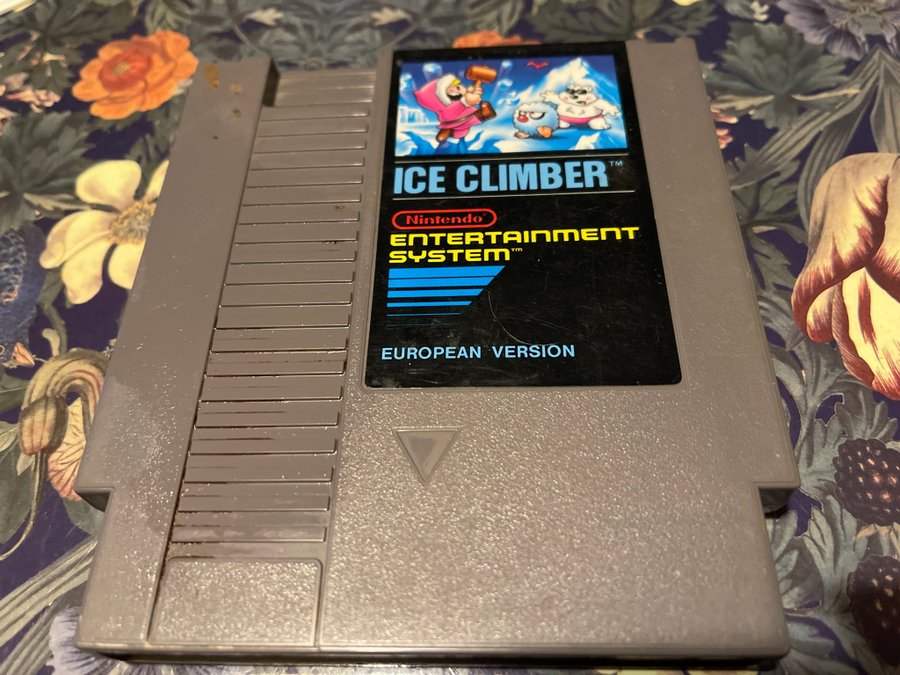 ICE CLIMBER™
Nintendo®
ENTERTAINMENT
SYSTEM™
EUROPEAN VERSION